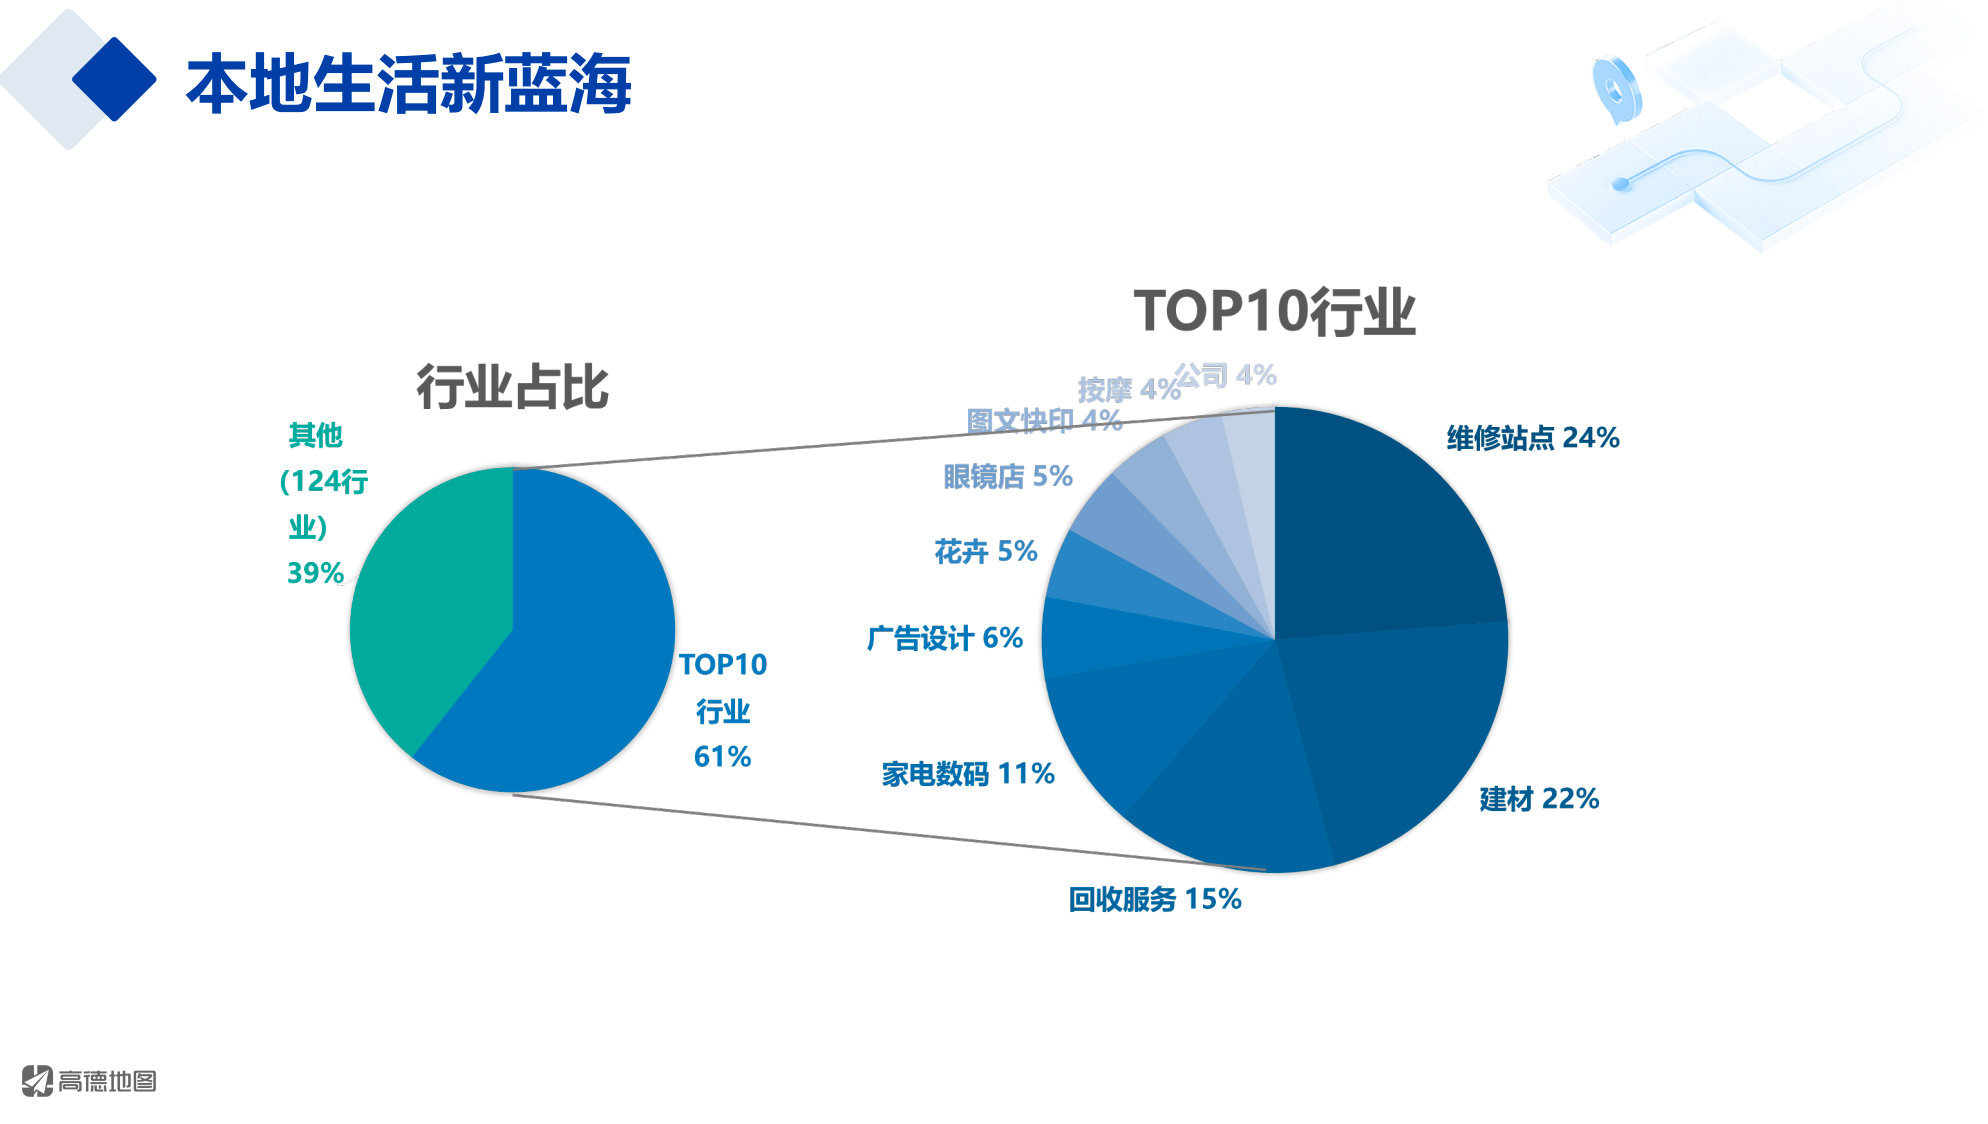 本地生活新蓝海
行业占比
其他
(124行
业)
39%
TOP10
行业
61%
TOP10行业
公司 4%
按摩 4%
图文快印 4%
眼镜店 5%
花卉 5%
广告设计 6%
家电数码 11%
回收服务 15%
建材 22%
维修站点 24%
高德地图